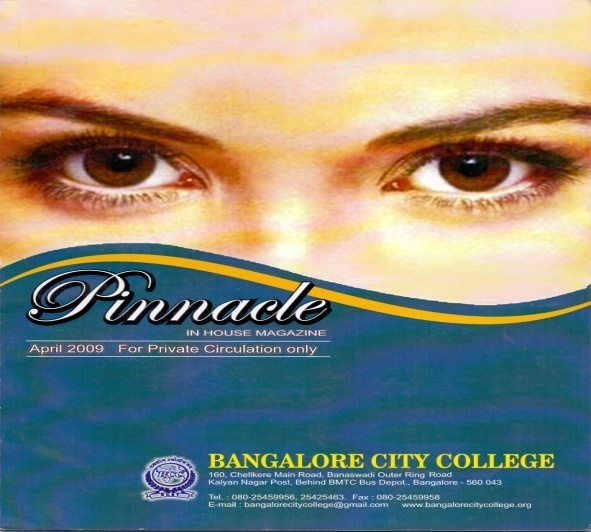 Pinnacle
IN HOUSE MAGAZINE
April 2009 For Private Circulation only
BANGALORE CITY COLLEGE
160, Chellkere Main Road, Banaswadi Outer Ring Road
Kalyan Nagar Post, Behind BMTC Bus Depot., Bangalore - 560 043
Tel. : 080-25459956, 25425463. Fax : 080-25459958
E-mail : bangalorecitycollege@gmail.com www.bangalorecitycollege.org